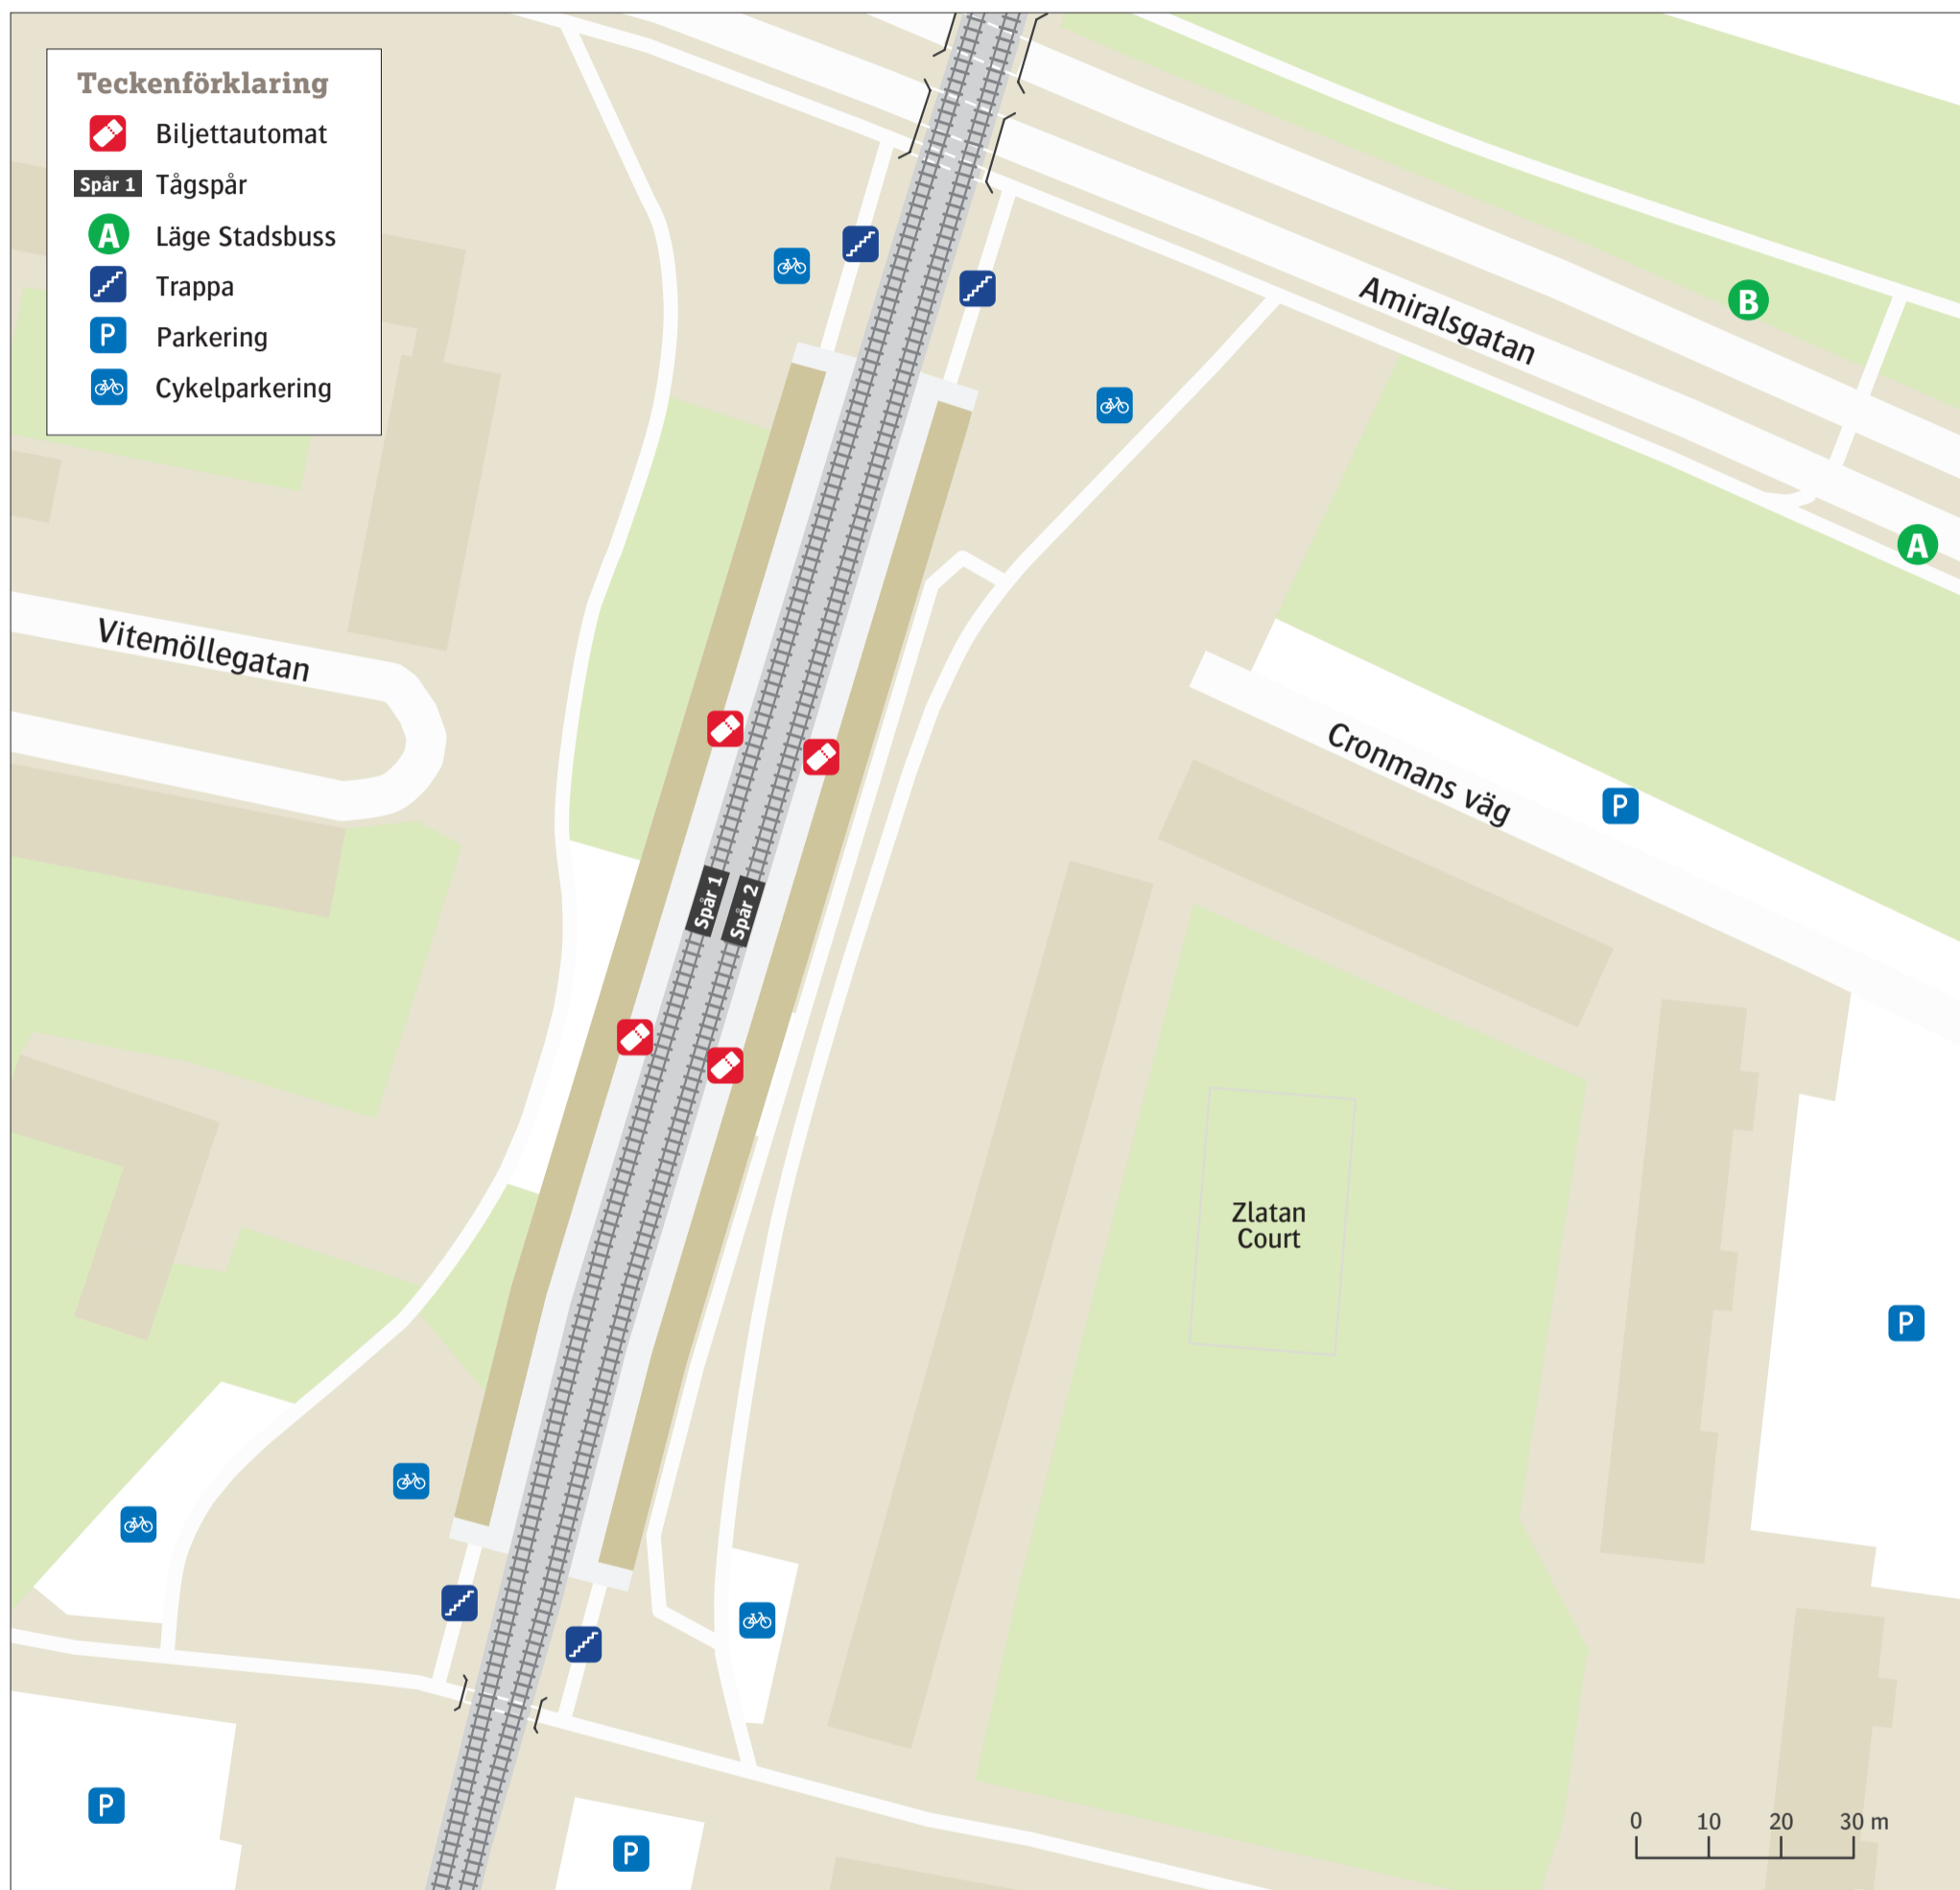 Teckenförklaring
Biljettautomat
Spår 1 Tågspår
A Läge Stadsbuss
Trappa
P Parkering
Cykelparkering
Amiralsgatan
B
A
Vitemöllegatan
Cronmans väg
P
Spår 1
Spår 2
Zlatan
Court
P
P
P
0 10 20 30 m